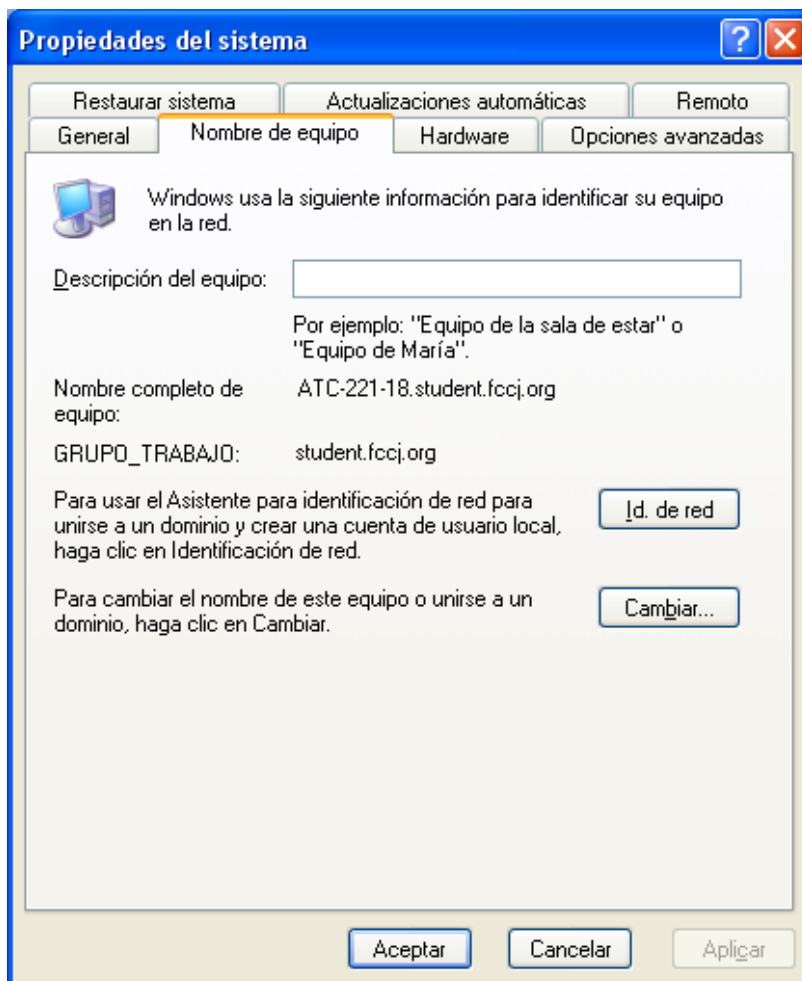 Propiedades del sistema
Restaurar sistema
Actualizaciones automáticas
Remoto
General
Nombre de equipo
Hardware
Opciones avanzadas
Windows usa la siguiente información para identificar su equipo
en la red.
Descripción del equipo:
Por ejemplo: "Equipo de la sala de estar" o
"Equipo de María".
Nombre completo de
equipo:
ATC-221-18.student.fccj.org
GRUPO_TRABAJO:
student.fccj.org
Para usar el Asistente para identificación de red para
unirse a un dominio y crear una cuenta de usuario local,
haga clic en Identificación de red.
Id. de red
Para cambiar el nombre de este equipo o unirse a un
dominio, haga clic en Cambiar.
Cambiar...
Aceptar
Cancelar
Aplicar